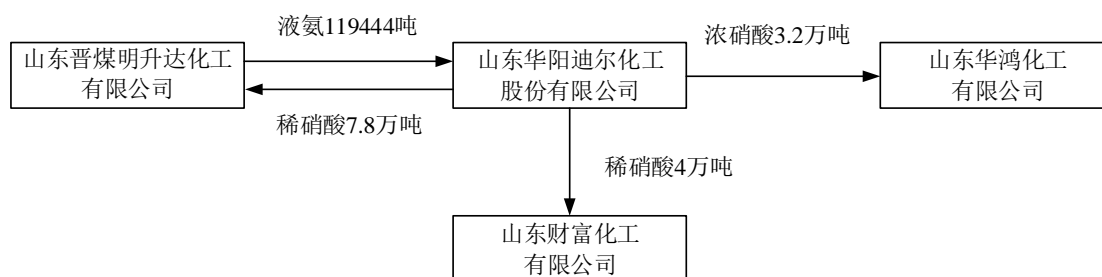 液氨119444吨
浓硝酸3.2万吨
山东晋煤明升达化工
有限公司
山东华阳迪尔化工
股份有限公司
山东华鸿化工
有限公司
稀硝酸7.8万吨
稀硝酸4万吨
山东财富化工
有限公司